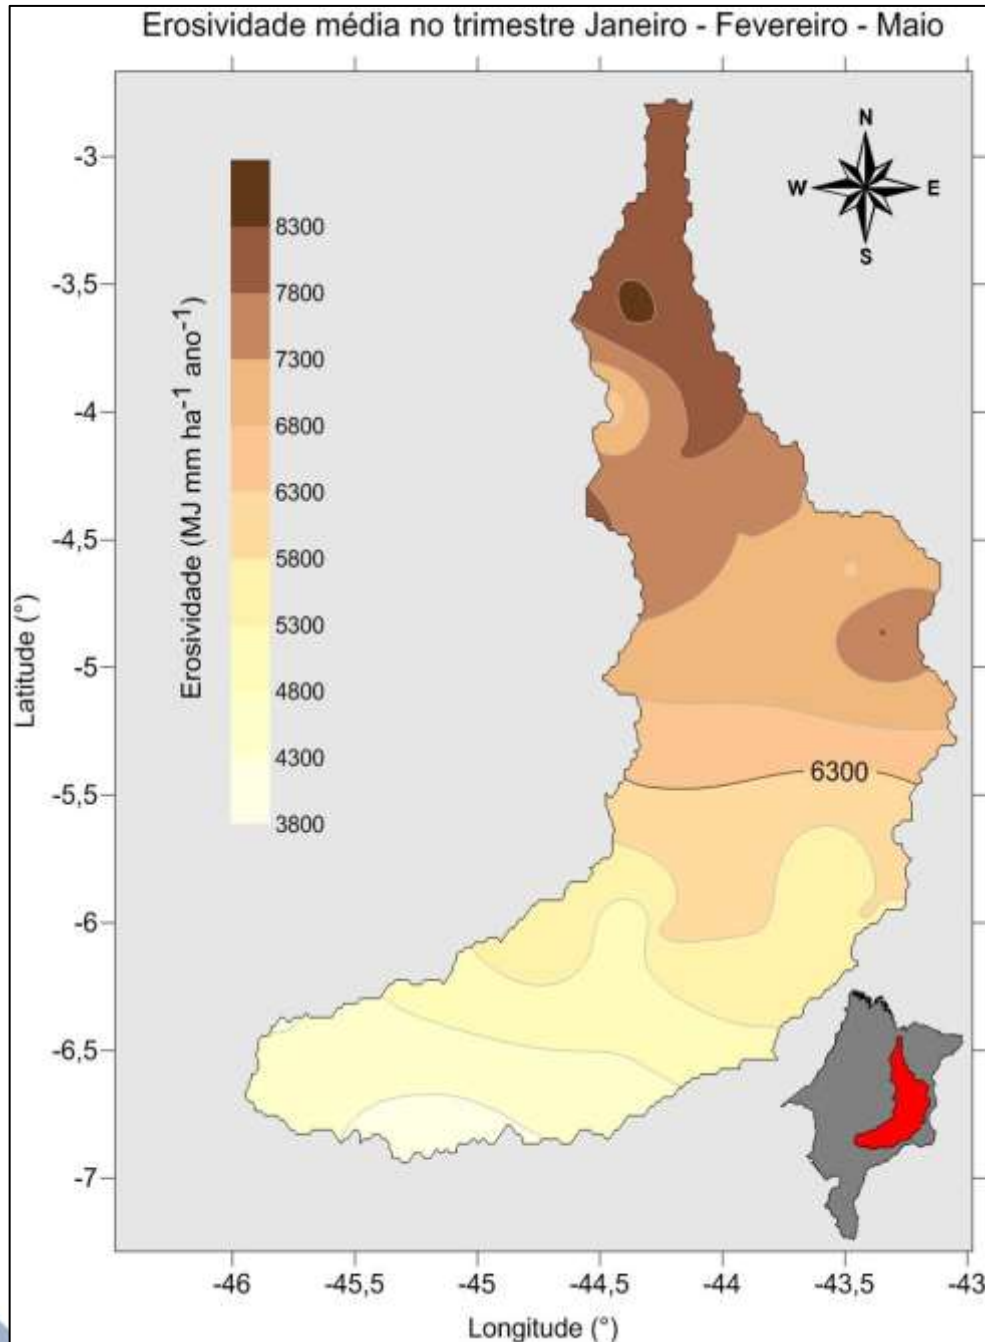 Erosividade média no trimestre Janeiro - Fevereiro - Maio
N
W E
S
-3
-3,5
-4
-4,5
-5
-5,5
-6
-6,5
-7
Latitude (°)
Erosividade (MJ mm ha⁻¹ ano⁻¹)
8300
7800
7300
6800
6300
5800
5300
4800
4300
3800
6300
-46 -45,5 -45 -44,5 -44 -43,5 -43
Longitude (°)